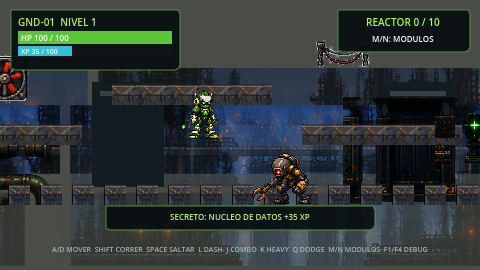 GND-01 NIVEL 1
HP 100 / 100
XP 35 / 100
REACTOR 0 / 10
M/N: MODULOS
SECRETO: NUCLEO DE DATOS +35 XP
A/D MOVER SHIFT CORRER SPACE SALTAR L DASH J COMBO K HEAVY Q DODGE M/N MODULOS F1/F4 DEBUG